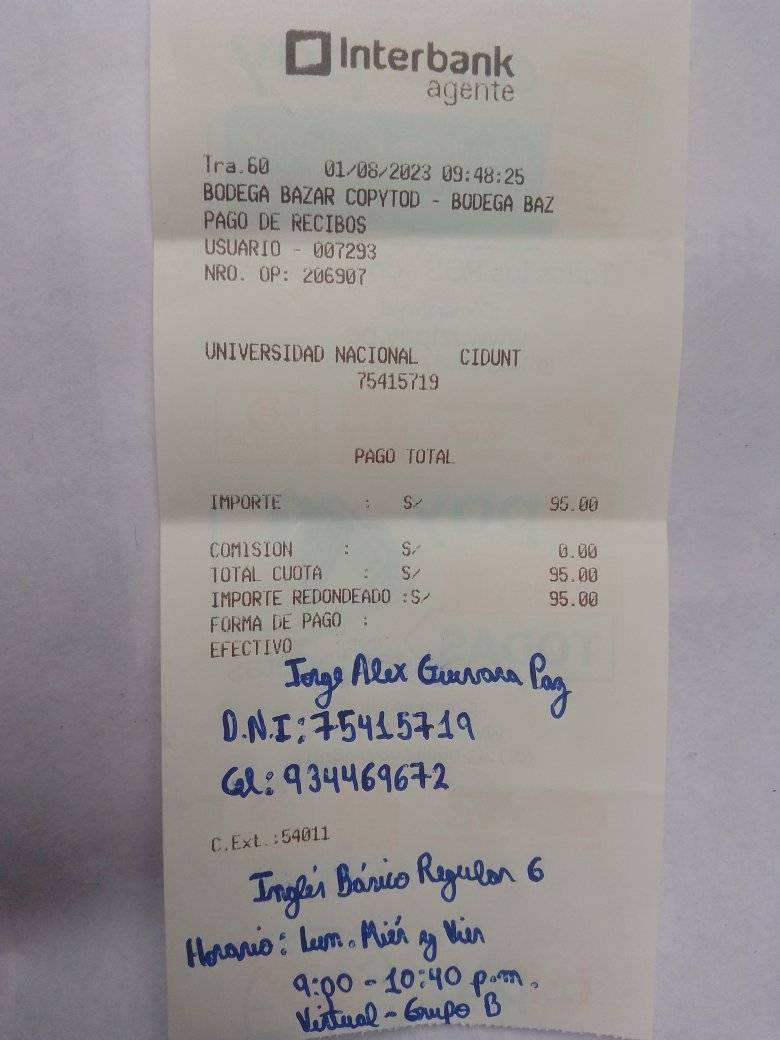 Interbank
agente
Tra.60 01/08/2023 09:48:25
BODEGA BAZAR COPYTOD - BODEGA BAZ
PAGO DE RECIBOS
USUARIO - 007293
NRO. OP: 206907
UNIVERSIDAD NACIONAL CIDUNT
75415719
PAGO TOTAL
IMPORTE : S/ 95.00
COMISION : S/ 0.00
TOTAL CUOTA : S/ 95.00
IMPORTE REDONDEADO :S/ 95.00
FORMA DE PAGO :
EFECTIVO
Jorge Alex Guevara Paz
D.N.I: 75415719
Cel: 934469672
C.Ext.:54011
Inglés Básico Regular 6
Horario: Lun. Miér y Vier
9:00 - 10:40 p.m.
Virtual - Grupo B